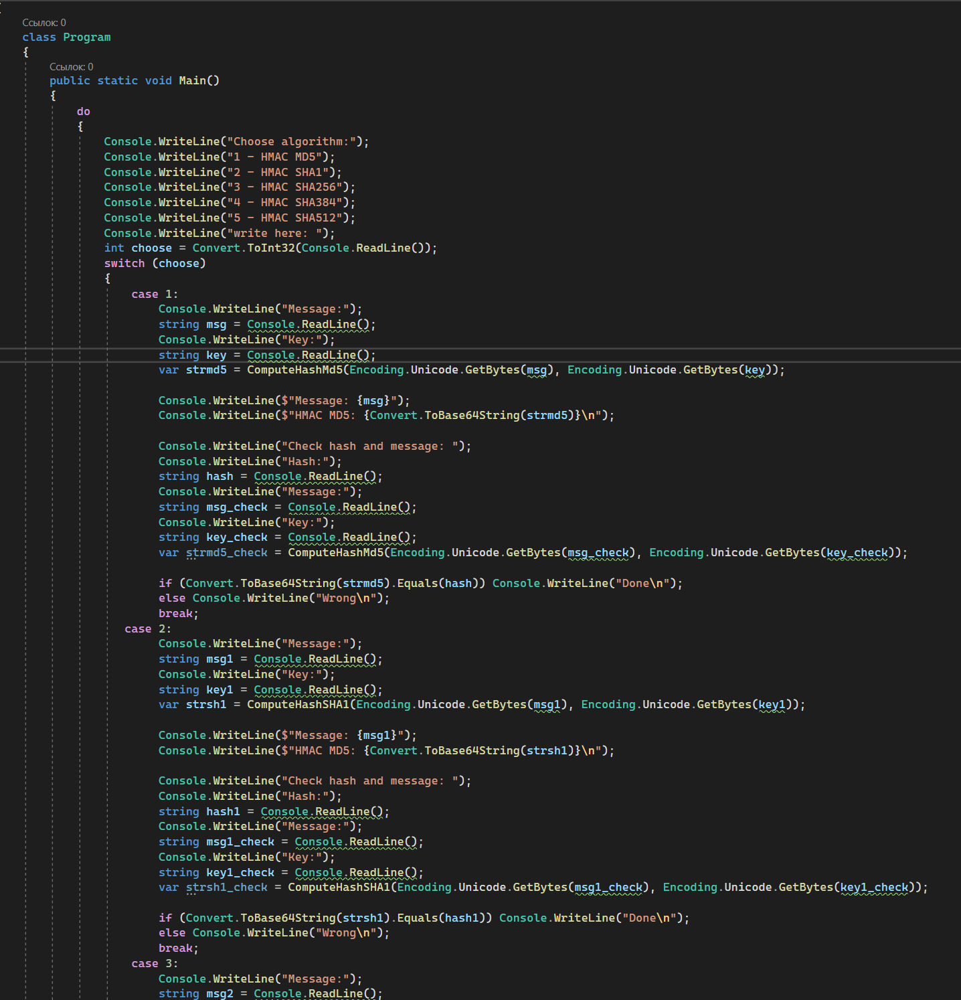 Ссылок: 0
class Program
{
Ссылок: 0
public static void Main()
{
do
{
Console.WriteLine("Choose algorithm:");
Console.WriteLine("1 - HMAC MD5");
Console.WriteLine("2 - HMAC SHA1");
Console.WriteLine("3 - HMAC SHA256");
Console.WriteLine("4 - HMAC SHA384");
Console.WriteLine("5 - HMAC SHA512");
Console.WriteLine("write here: ");
int choose = Convert.ToInt32(Console.ReadLine());
switch (choose)
{
case 1:
Console.WriteLine("Message:");
string msg = Console.ReadLine();
Console.WriteLine("Key:");
string key = Console.ReadLine();
var strmd5 = ComputeHashMd5(Encoding.Unicode.GetBytes(msg), Encoding.Unicode.GetBytes(key));
Console.WriteLine($"Message: {msg}");
Console.WriteLine($"HMAC MD5: {Convert.ToBase64String(strmd5)}\n");
Console.WriteLine("Check hash and message: ");
Console.WriteLine("Hash:");
string hash = Console.ReadLine();
Console.WriteLine("Message:");
string msg_check = Console.ReadLine();
Console.WriteLine("Key:");
string key_check = Console.ReadLine();
var strmd5_check = ComputeHashMd5(Encoding.Unicode.GetBytes(msg_check), Encoding.Unicode.GetBytes(key_check));
if (Convert.ToBase64String(strmd5).Equals(hash)) Console.WriteLine("Done\n");
else Console.WriteLine("Wrong\n");
break;
case 2:
Console.WriteLine("Message:");
string msg1 = Console.ReadLine();
Console.WriteLine("Key:");
string key1 = Console.ReadLine();
var strsh1 = ComputeHashSHA1(Encoding.Unicode.GetBytes(msg1), Encoding.Unicode.GetBytes(key1));
Console.WriteLine($"Message: {msg1}");
Console.WriteLine($"HMAC MD5: {Convert.ToBase64String(strsh1)}\n");
Console.WriteLine("Check hash and message: ");
Console.WriteLine("Hash:");
string hash1 = Console.ReadLine();
Console.WriteLine("Message:");
string msg1_check = Console.ReadLine();
Console.WriteLine("Key:");
string key1_check = Console.ReadLine();
var strsh1_check = ComputeHashSHA1(Encoding.Unicode.GetBytes(msg1_check), Encoding.Unicode.GetBytes(key1_check));
if (Convert.ToBase64String(strsh1).Equals(hash1)) Console.WriteLine("Done\n");
else Console.WriteLine("Wrong\n");
break;
case 3:
Console.WriteLine("Message:");
string msg2 = Console.ReadLine();